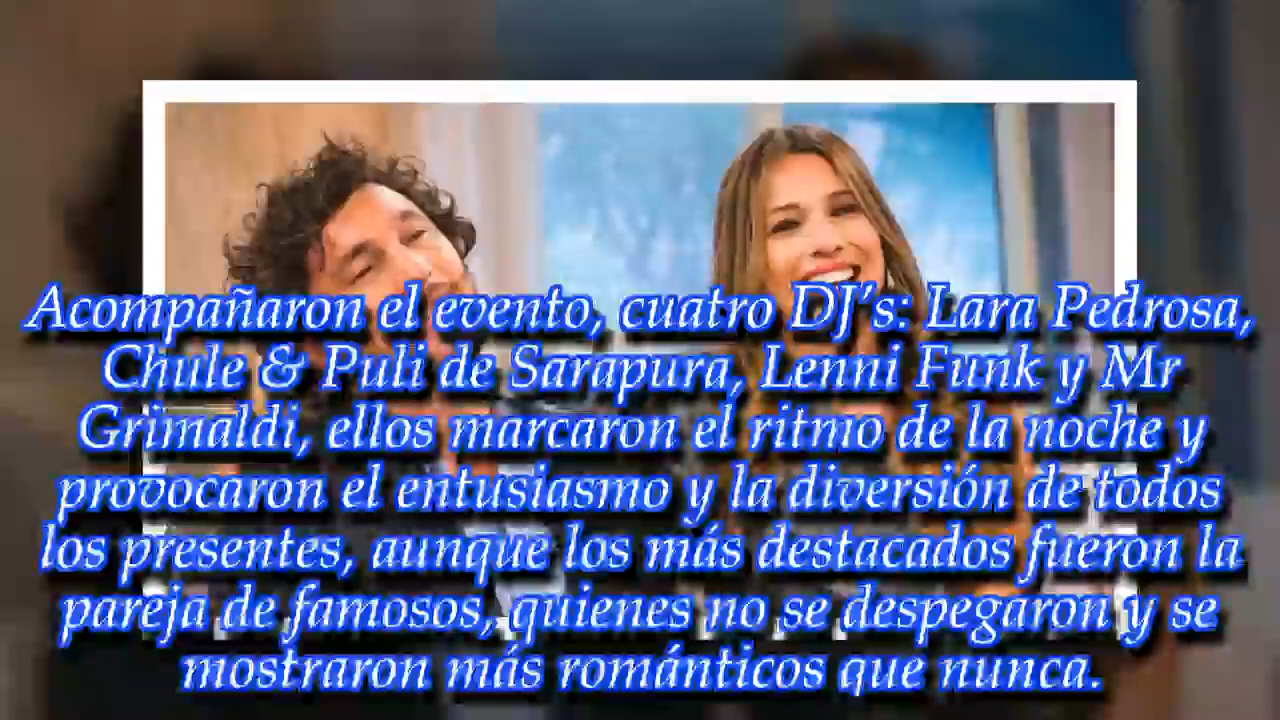 Acompañaron el evento, cuatro DJ's: Lara Pedrosa,
Chule & Puli de Sarapura, Lenni Funk y Mr
Grimaldi, ellos marcaron el ritmo de la noche y
provocaron el entusiasmo y la diversión de todos
los presentes, aunque los más destacados fueron la
pareja de famosos, quienes no se despegaron y se
mostraron más románticos que nunca.